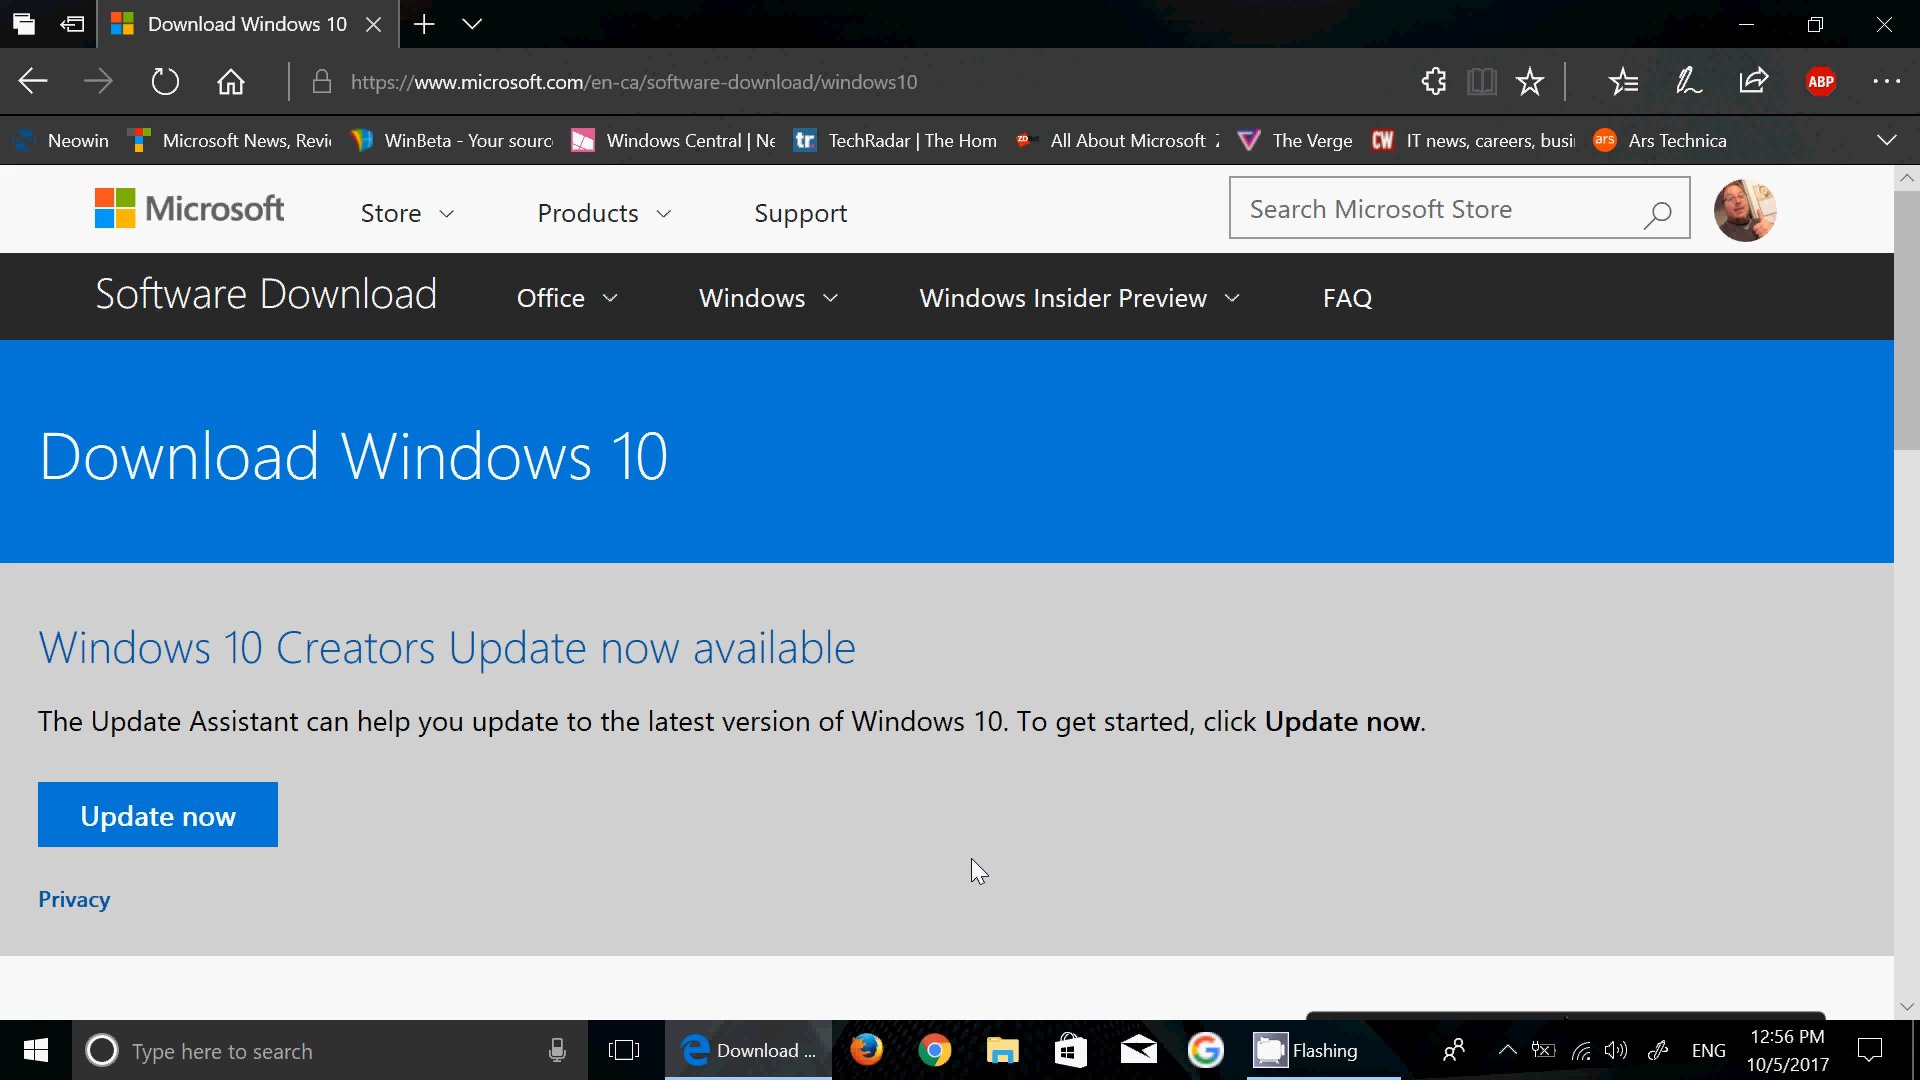 Download Windows 10
https://www.microsoft.com/en-ca/software-download/windows10
ABP
Neowin Microsoft News, Revi WinBeta - Your sourc Windows Central | Ne tr TechRadar | The Hom ZD All About Microsoft The Verge CW IT news, careers, busi ars Ars Technica
Microsoft Store Products Support Search Microsoft Store
Software Download Office Windows Windows Insider Preview FAQ
Download Windows 10
Windows 10 Creators Update now available
The Update Assistant can help you update to the latest version of Windows 10. To get started, click Update now.
Update now
Privacy
Type here to search Download ... Flashing ENG 12:56 PM
10/5/2017